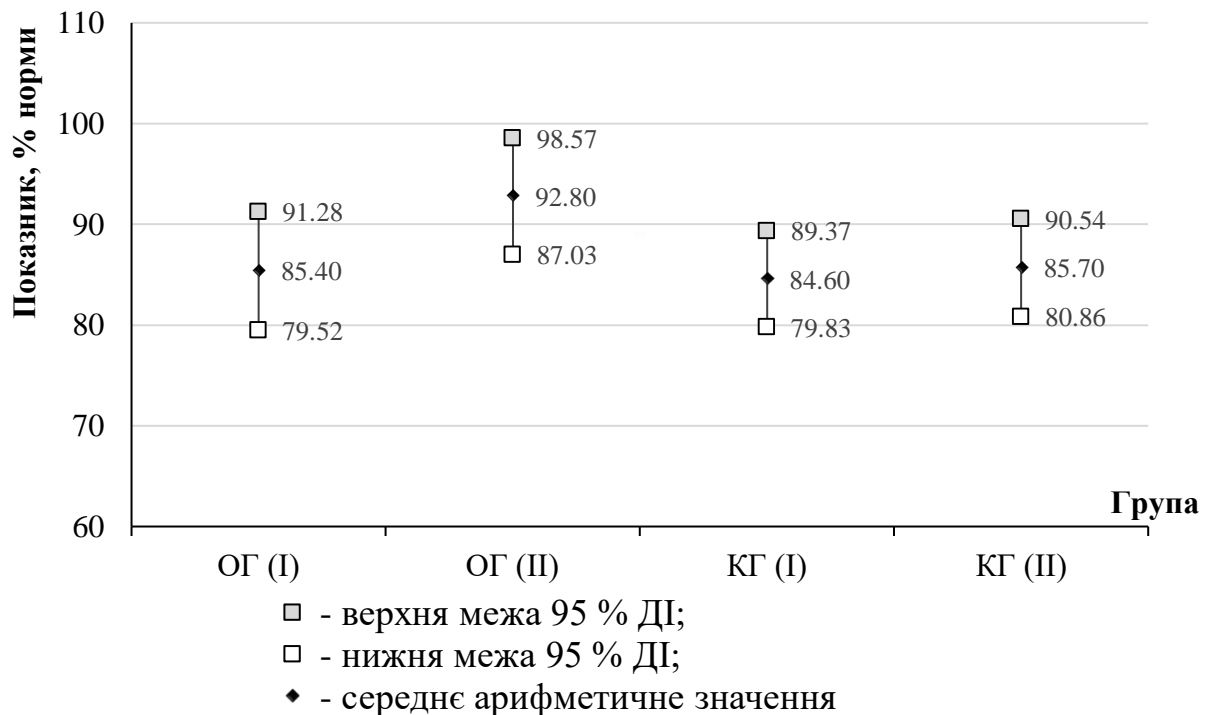 Показник, % норми
110
100
90
80
70
60
91.28
85.40
79.52
98.57
92.80
87.03
89.37
84.60
79.83
90.54
85.70
80.86
Група
ОГ (І)
ОГ (ІІ)
КГ (І)
КГ (ІІ)
- верхня межа 95 % ДІ;
- нижня межа 95 % ДІ;
- середнє арифметичне значення